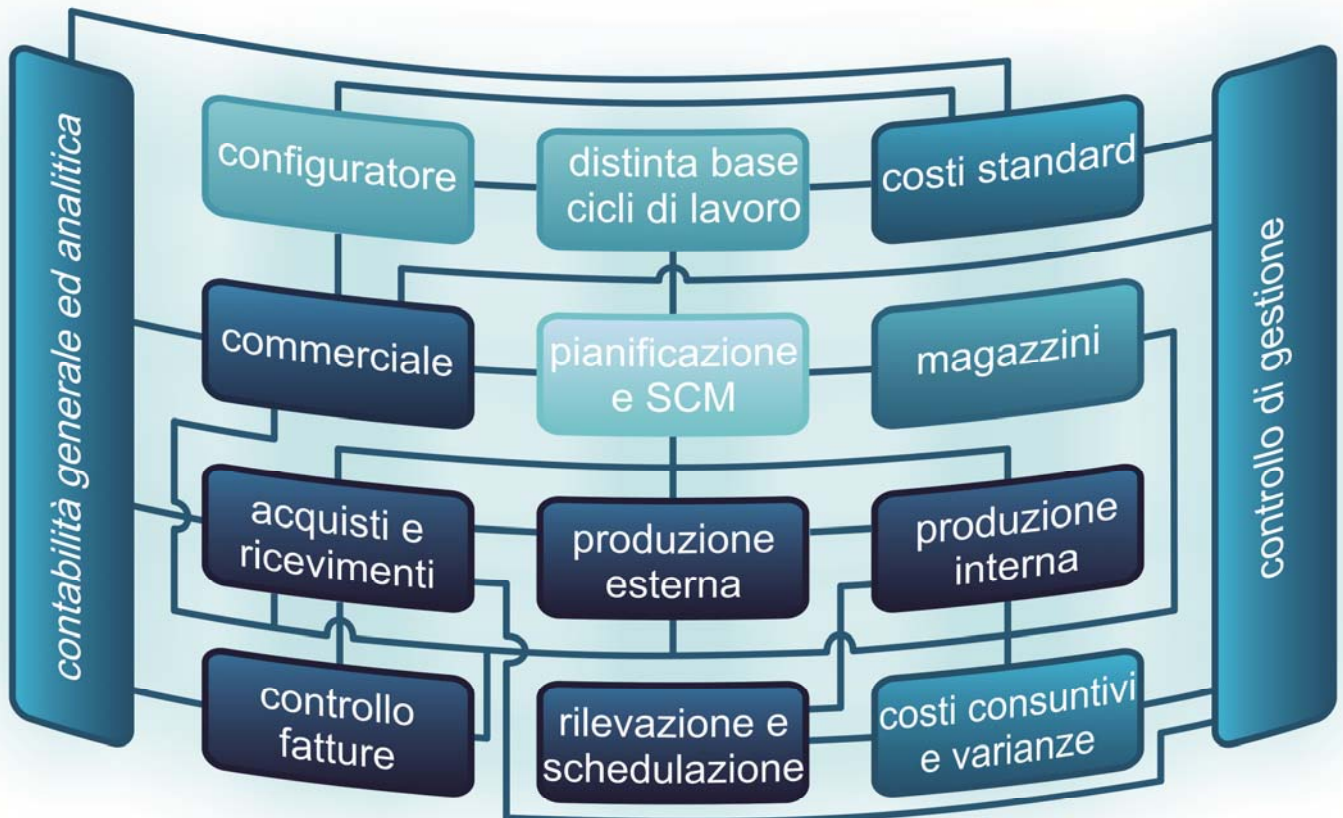 contabilità generale ed analitica
configuratore
distinta base
cicli di lavoro
costi standard
commerciale
pianificazione
e SCM
magazzini
acquisti e
ricevimenti
produzione
esterna
produzione
interna
controllo
fatture
rilevazione e
schedulazione
costi consuntivi
e varianze
controllo di gestione